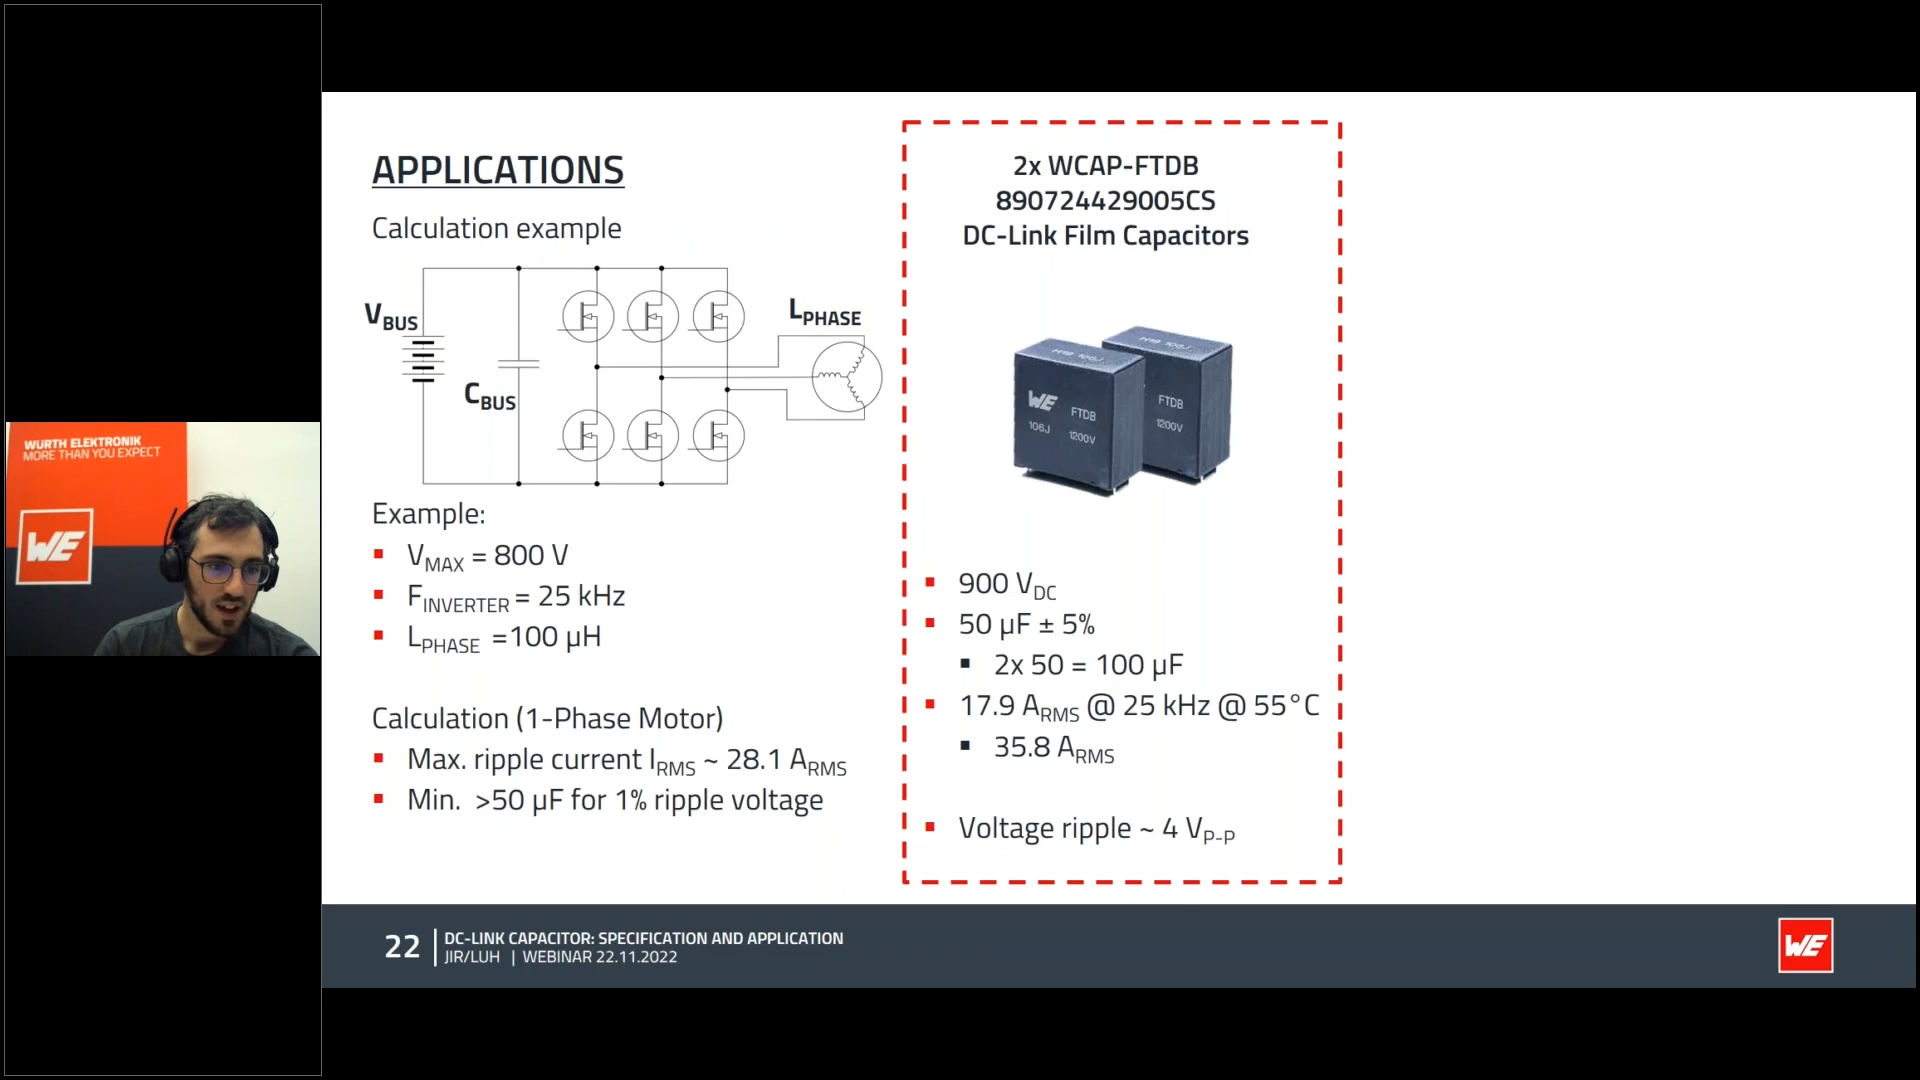 WURTH ELEKTRONIK
MORE THAN YOU EXPECT
WE
APPLICATIONS
Calculation example
VBUS
CBUS
LPHASE
Example:
▪ VMAX = 800 V
▪ FINVERTER = 25 kHz
▪ LPHASE =100 µH
Calculation (1-Phase Motor)
▪ Max. ripple current IRMS ~ 28.1 ARMS
▪ Min. >50 µF for 1% ripple voltage
2x WCAP-FTDB
890724429005CS
DC-Link Film Capacitors
WE FTDB
106J 1200V
FTDB
1200V
▪ 900 VDC
▪ 50 µF ± 5%
▪ 2x 50 = 100 µF
▪ 17.9 ARMS @ 25 kHz @ 55°C
▪ 35.8 ARMS
▪ Voltage ripple ~ 4 VP-P
22
DC-LINK CAPACITOR: SPECIFICATION AND APPLICATION
JIR/LUH | WEBINAR 22.11.2022
WE